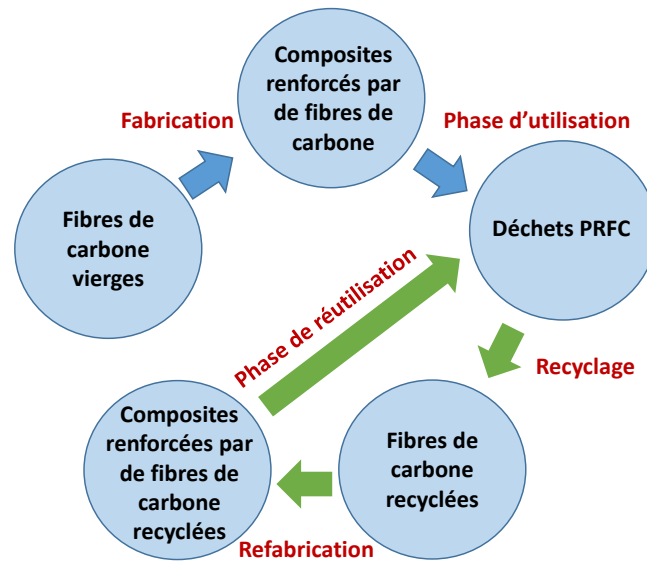 Composites
renforcés par
de fibres de
carbone
Fabrication
Phase d'utilisation
Fibres de
carbone
vierges
Déchets PRFC
Phase de réutilisation
Recyclage
Composites
renforcées par
de fibres de
carbone
recyclées
Fibres de
carbone
recyclées
Refabrication